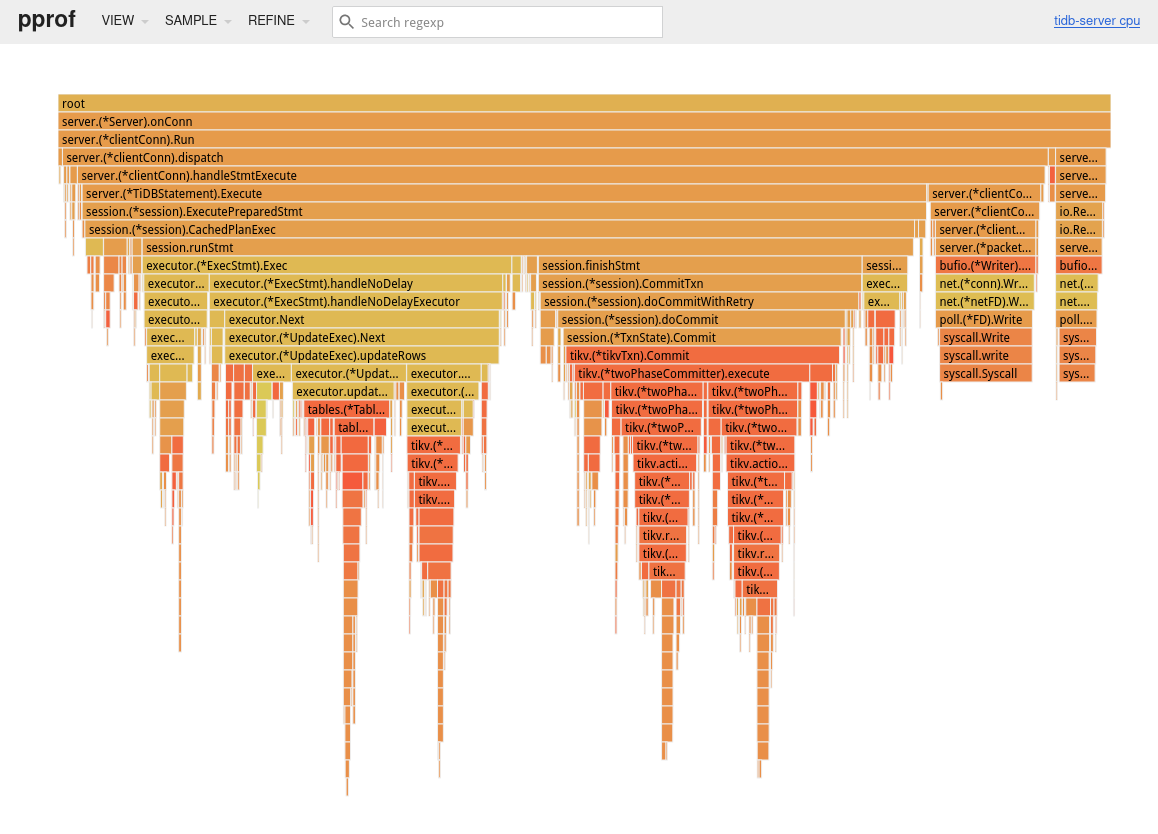 pprof VIEW SAMPLE REFINE Search regexp tidb-server cpu
root
server.(*Server).onConn
server.(*clientConn).Run
server.(*clientConn).dispatch serve...
server.(*clientConn).handleStmtExecute serve...
server.(*TiDBStatement).Execute server.(*clientCo... serve...
session.(*session).ExecutePreparedStmt server.(*clientCo... io.Re...
session.(*session).CachedPlanExec server.(*client... io.Re...
session.runStmt server.(*packet... serve...
executor.(*ExecStmt).Exec session.finishStmt sessi... bufio.(*Writer).... bufio...
executor... executor.(*ExecStmt).handleNoDelay session.(*session).CommitTxn exec... net.(*conn).Wr... net.(...
executo... executor.(*ExecStmt).handleNoDelayExecutor session.(*session).doCommitWithRetry ex... net.(*netFD).W... net....
executo... executor.Next session.(*session).doCommit poll.(*FD).Write poll....
exec... executor.(*UpdateExec).Next session.(*TxnState).Commit syscall.Write sys...
exec... executor.(*UpdateExec).updateRows tikv.(*tikvTxn).Commit syscall.write sys...
exe... executor.(*Updat... executor.... tikv.(*twoPhaseCommitter).execute syscall.Syscall sys...
executor.updat... executor.(... tikv.(*twoPha... tikv.(*twoPh...
tables.(*Tabl... execut... tikv.(*twoPha... tikv.(*twoPh...
tabl... execut... tikv.(*twoP... tikv.(*two...
tikv.(*... tikv.(*tw... tikv.(*tw...
tikv.(*... tikv.acti... tikv.actio...
tikv.... tikv.(*... tikv.(*t...
tikv.... tikv.(*... tikv.(*...
tikv.(... tikv.(*...
tikv.r... tikv.(...
tikv.(... tikv.r...
tik... tikv.(...
tik...